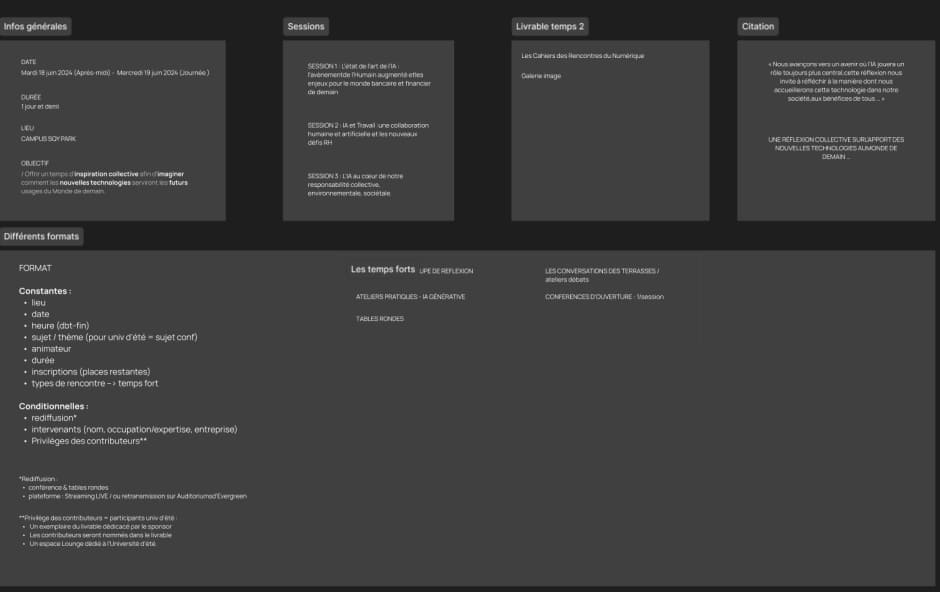 Infos générales
DATE
Mardi 18 juin 2024 (Après-midi) - Mercredi 19 juin 2024 (Journée )
DURÉE
1 jour et demi
LIEU
CAMPUS SQY PARK
OBJECTIF
/ Offrir un temps d'inspiration collective afin d'imaginer
comment les nouvelles technologies serviront les futurs
usages du Monde de demain.
Sessions
SESSION 1 : L'état de l'art de l'IA :
l'avènement de l'Humain augmenté et les
enjeux pour le monde bancaire et financier
de demain
SESSION 2 : IA et Travail : une collaboration
humaine et artificielle et les nouveaux
défis RH
SESSION 3 : L'IA au cœur de notre
responsabilité collective,
environnementale, sociétale
Livrable temps 2
Les Cahiers des Rencontres du Numérique
Galerie image
Citation
« Nous avançons vers un avenir où l'IA jouera un
rôle toujours plus central,cette réflexion nous
invite à réfléchir à la manière dont nous
accueillerons cette technologie dans notre
société,aux bénéfices de tous ... »
UNE RÉFLEXION COLLECTIVE SURL'APPORT DES
NOUVELLES TECHNOLOGIES AUMONDE DE
DEMAIN ...
Différents formats
FORMAT
Constantes :
• lieu
• date
• heure (dbt-fin)
• sujet / thème (pour univ d'été = sujet conf)
• animateur
• durée
• inscriptions (places restantes)
• types de rencontre --> temps fort
Conditionnelles :
• rediffusion*
• intervenants (nom, occupation/expertise, entreprise)
• Privilèges des contributeurs**
*Rediffusion :
• conférence & tables rondes
• plateforme : Streaming LIVE / ou retransmission sur Auditoriumsd'Evergreen
**Privilège des contributeurs = participants univ d'été :
• Un exemplaire du livrable dédicacé par le sponsor
• Les contributeurs seront nommés dans le livrable
• Un espace Lounge dédié à l'Université d'été.
Les temps forts UPE DE REFLEXION
ATELIERS PRATIQUES - IA GÉNÉRATIVE
TABLES RONDES
LES CONVERSATIONS DES TERRASSES /
ateliers débats
CONFERENCES D'OUVERTURE : 1/session